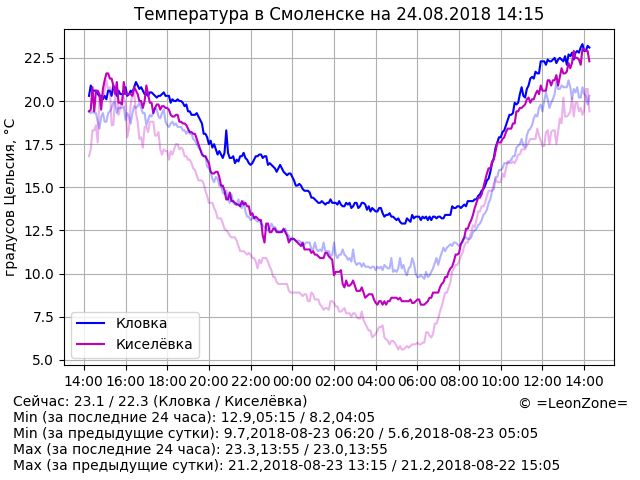 Температура в Смоленске на 24.08.2018 14:15
градусов Цельсия, °C
22.5
20.0
17.5
15.0
12.5
10.0
7.5
5.0
Кловка
Киселёвка
14:00 16:00 18:00 20:00 22:00 00:00 02:00 04:00 06:00 08:00 10:00 12:00 14:00
Сейчас: 23.1 / 22.3 (Кловка / Киселёвка)
© =LeonZone=
Min (за последние 24 часа): 12.9,05:15 / 8.2,04:05
Min (за предыдущие сутки): 9.7,2018-08-23 06:20 / 5.6,2018-08-23 05:05
Max (за последние 24 часа): 23.3,13:55 / 23.0,13:55
Max (за предыдущие сутки): 21.2,2018-08-23 13:15 / 21.2,2018-08-22 15:05